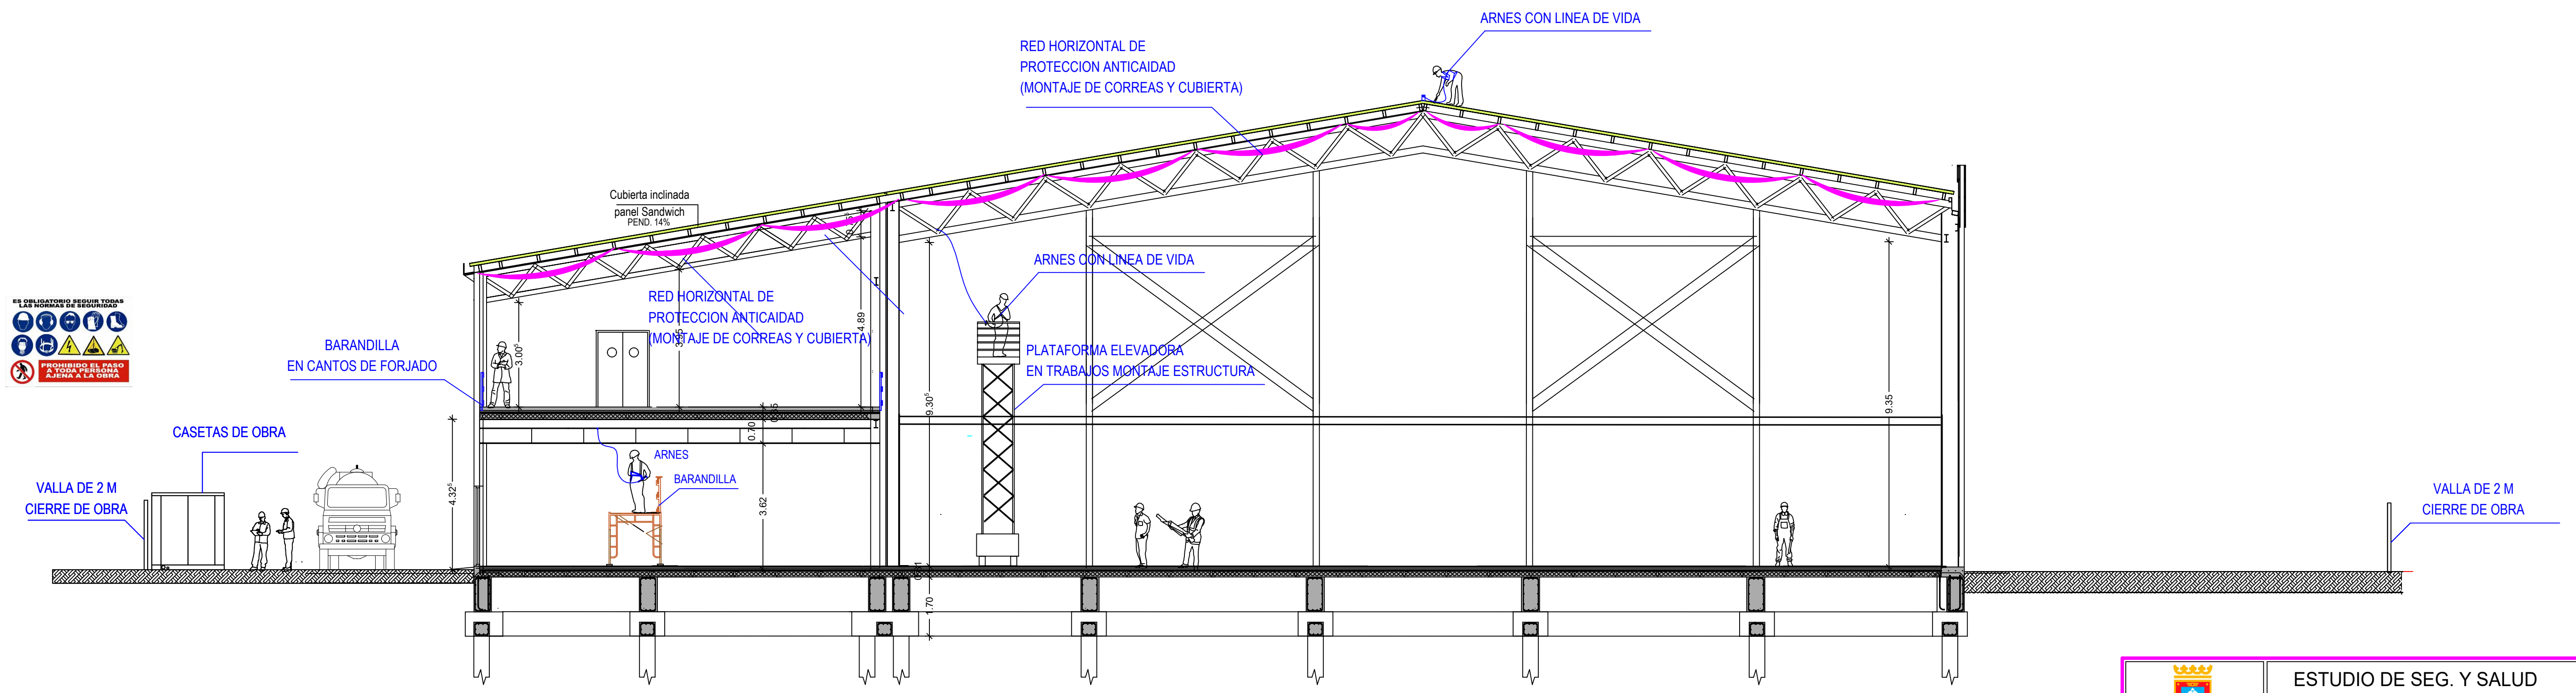 ARNES CON LINEA DE VIDA
RED HORIZONTAL DE
PROTECCION ANTICAIDAD
(MONTAJE DE CORREAS Y CUBIERTA)
Cubierta inclinada
panel Sandwich
PEND. 14%
ARNES CON LINEA DE VIDA
RED HORIZONTAL DE
PROTECCION ANTICAIDAD
(MONTAJE DE CORREAS Y CUBIERTA)
ES OBLIGATORIO SEGUIR TODAS
LAS NORMAS DE SEGURIDAD
PROHIBIDO EL PASO
A TODA PERSONA
AJENA A LA OBRA
BARANDILLA
EN CANTOS DE FORJADO
PLATAFORMA ELEVADORA
EN TRABAJOS MONTAJE ESTRUCTURA
3.00⁵
4.89
9.30⁵
9.35
CASETAS DE OBRA
0.70
ARNES
BARANDILLA
VALLA DE 2 M
CIERRE DE OBRA
4.32⁵
3.62
VALLA DE 2 M
CIERRE DE OBRA
1.70
ESTUDIO DE SEG. Y SALUD